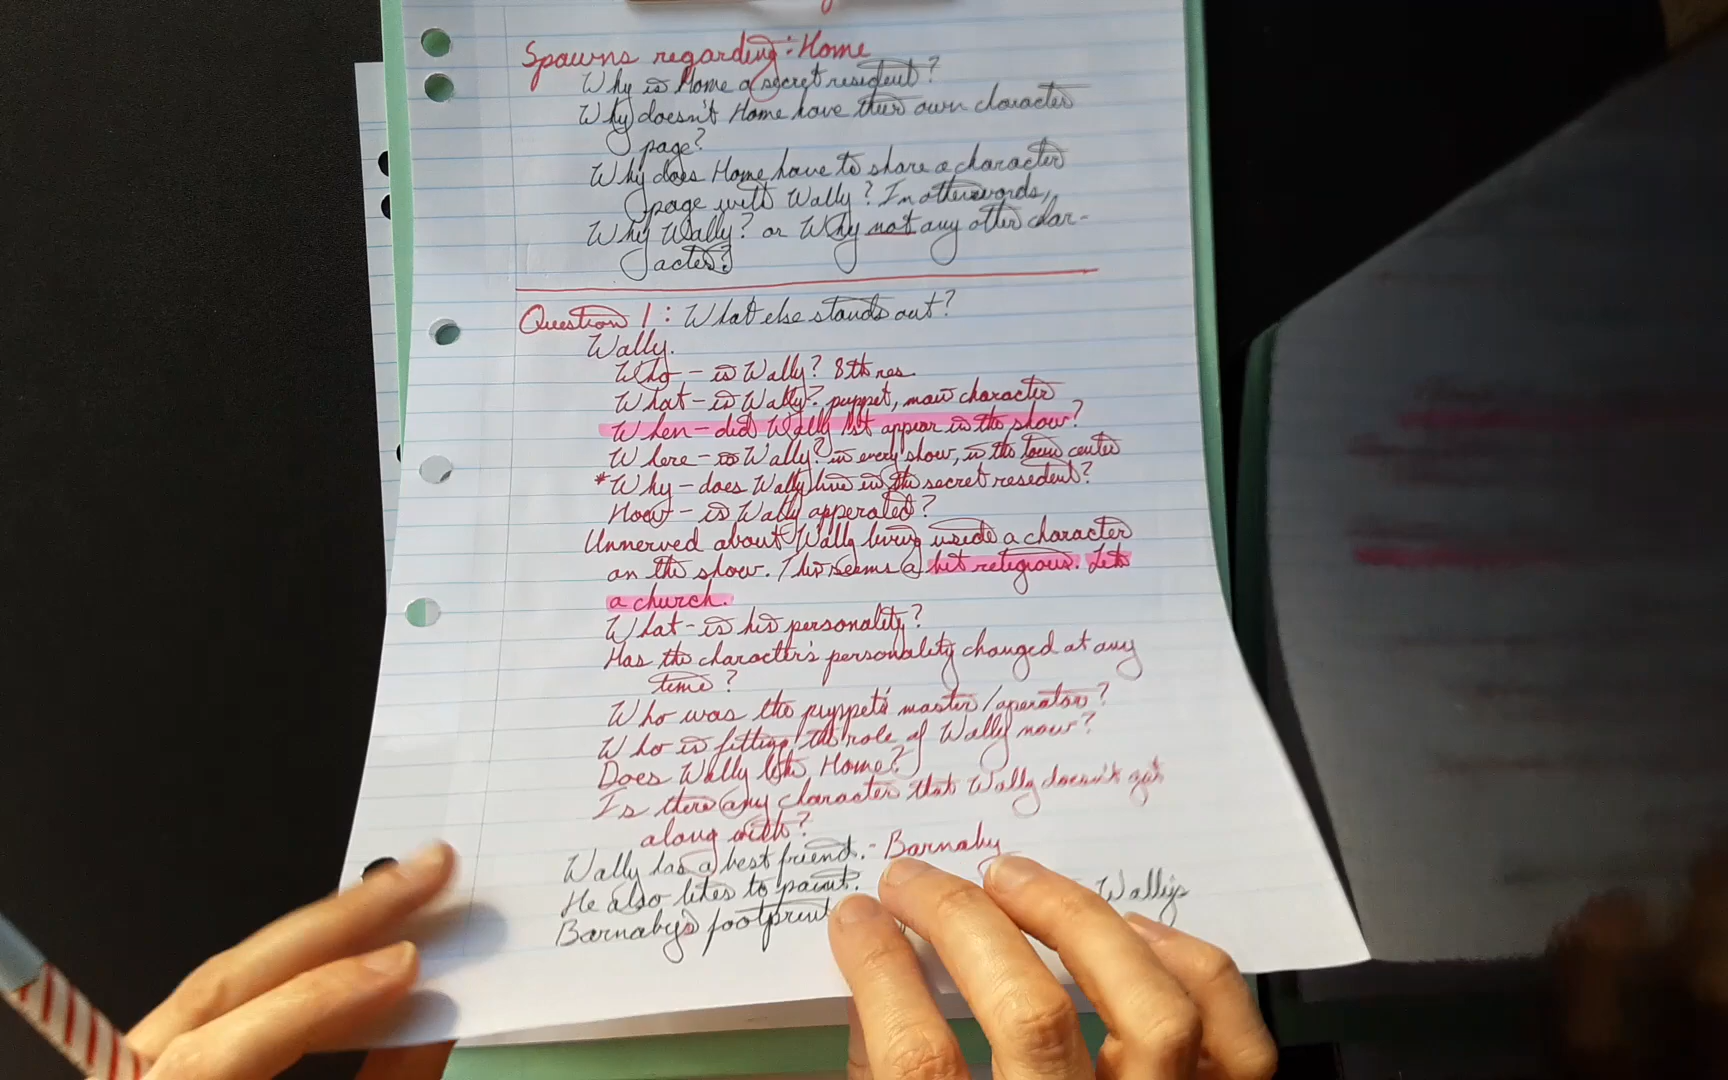 Spawns regarding: Home
Why is Home a secret resident?
Why doesn't Home have their own character
page?
Why does Home have to share a character
page with Wally? In otherwords,
Why Wally? or Why not any other char-
acter?
Question 1: What else stands out?
Wally.
Who - is Wally? 8th res.
What - is Wally? puppet, main character
When - did Wally 1st appear in the show?
Where - is Wally? in every show, in the town center
*Why - does Wally live in the secret resedent?
How - is Wally apperated?
Unnerved about Wally living inside a character
on the show. This seems a bit religious. Like
a church.
What - is his personality?
Has the character's personality changed at any
time?
Who was the puppet's master/operator?
Who is fitting the role of Wally now?
Does Wally like Home?
Is there any character that Wally doesn't get
along with?
Wally has a best friend. - Barnaby
He also likes to paint.
Barnaby's footprint Wally's